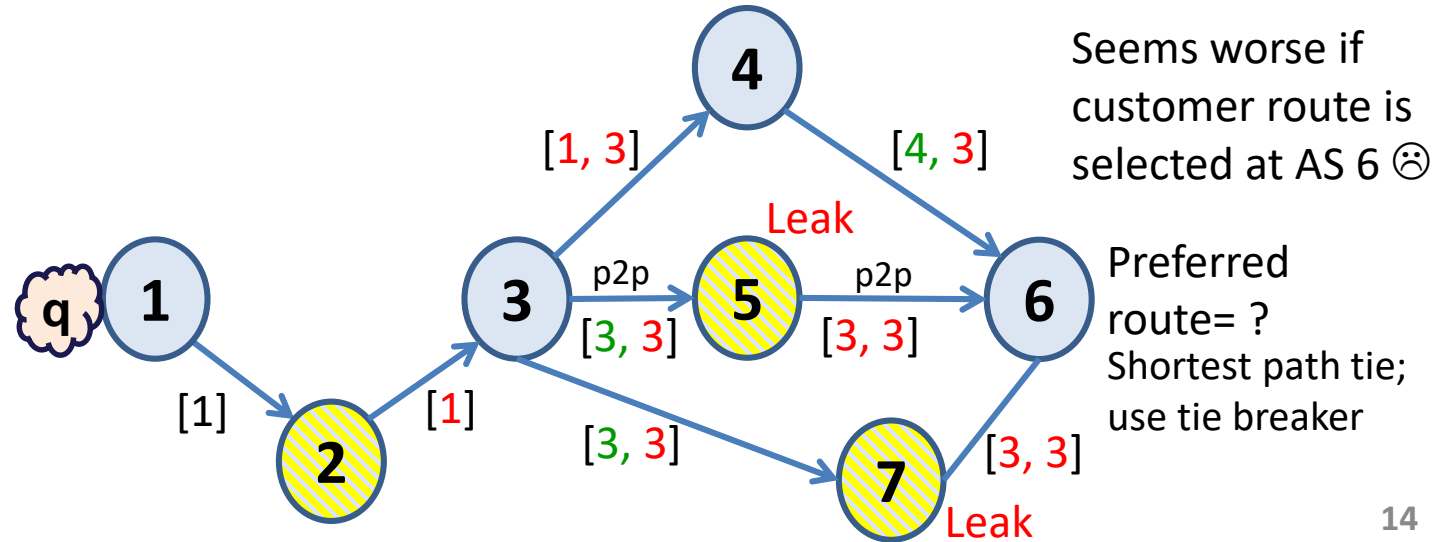 4
Seems worse if
customer route is
selected at AS 6 ☹
[1, 3]
[4, 3]
Leak
q
1
3
p2p
5
p2p
6
Preferred
route= ?
Shortest path tie;
use tie breaker
[3, 3]
[3, 3]
[1]
[1]
2
[3, 3]
7
[3, 3]
Leak
14